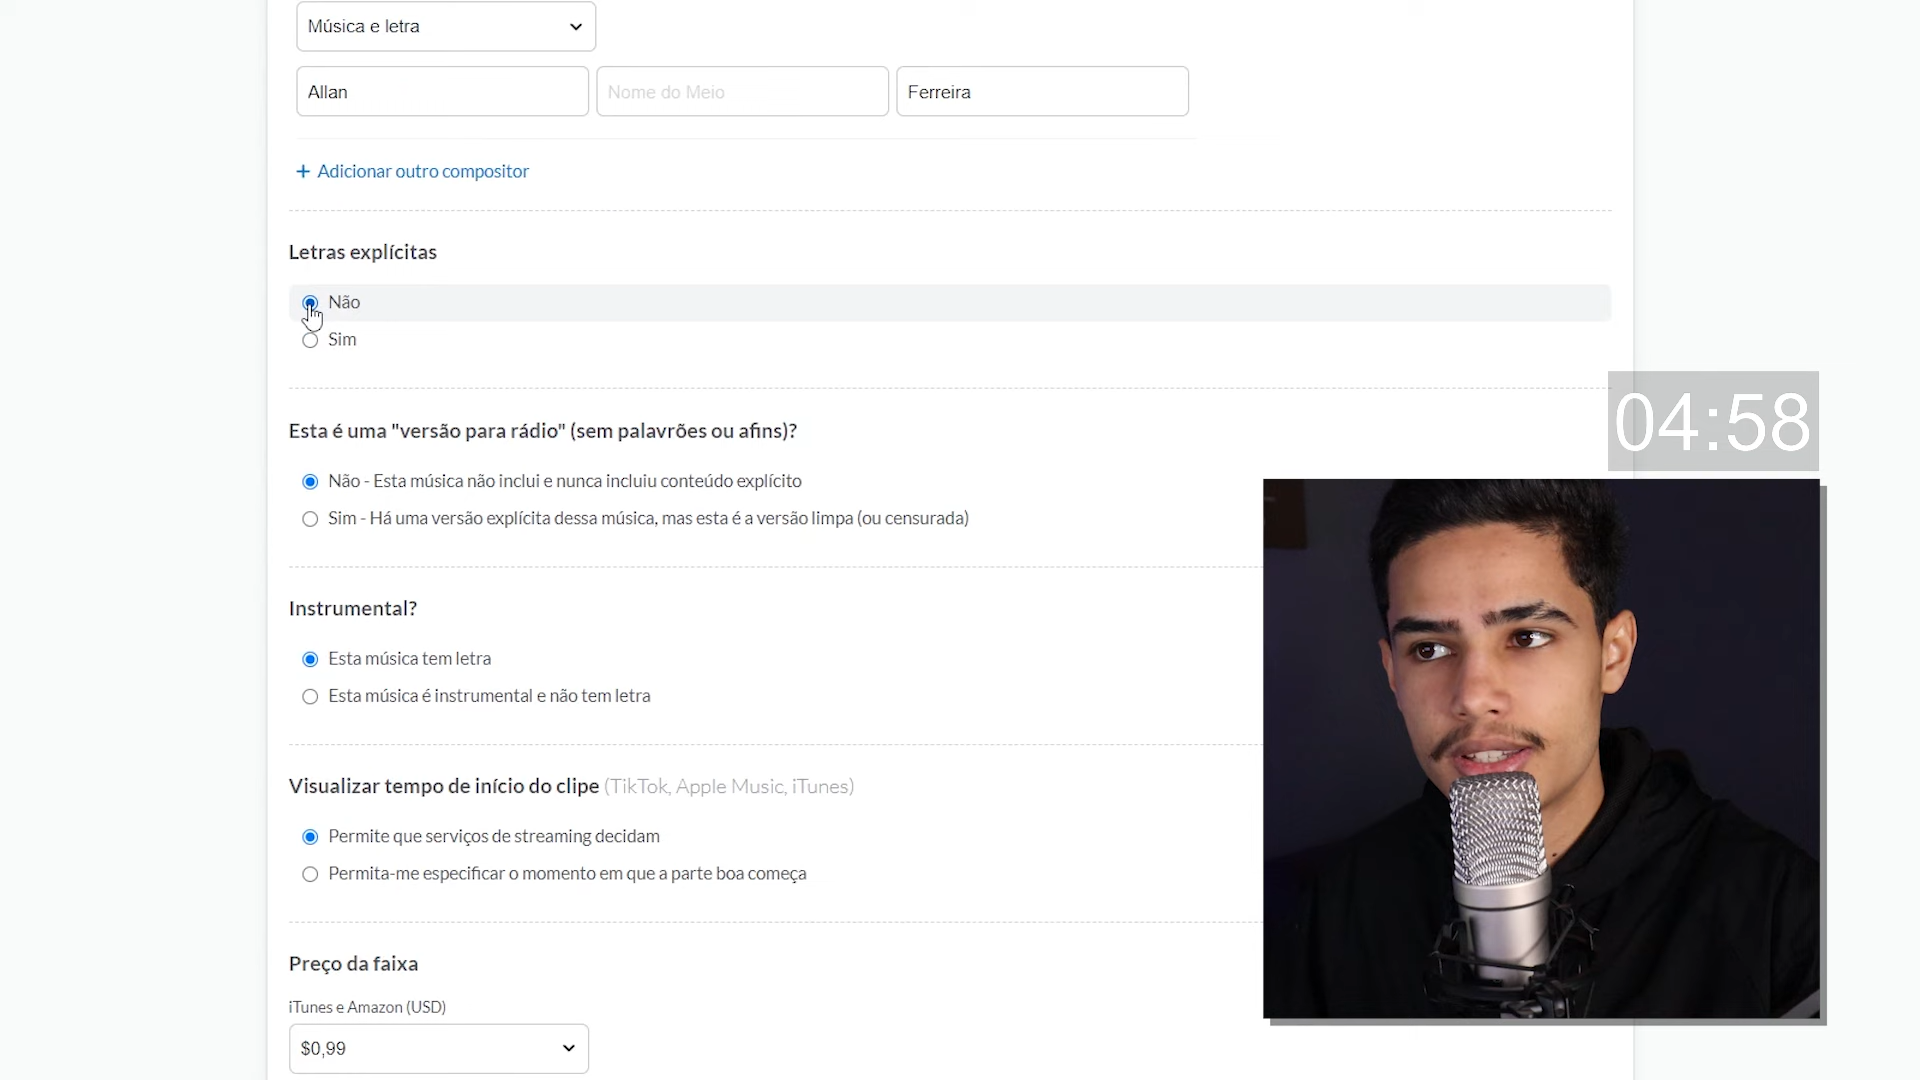 Música e letra
Allan
Nome do Meio
Ferreira
+ Adicionar outro compositor
Letras explícitas
Não
Sim
04:58
Esta é uma "versão para rádio" (sem palavrões ou afins)?
Não - Esta música não inclui e nunca incluiu conteúdo explícito
Sim - Há uma versão explícita dessa música, mas esta é a versão limpa (ou censurada)
Instrumental?
Esta música tem letra
Esta música é instrumental e não tem letra
Visualizar tempo de início do clipe (TikTok, Apple Music, iTunes)
Permite que serviços de streaming decidam
Permita-me especificar o momento em que a parte boa começa
Preço da faixa
iTunes e Amazon (USD)
$0,99